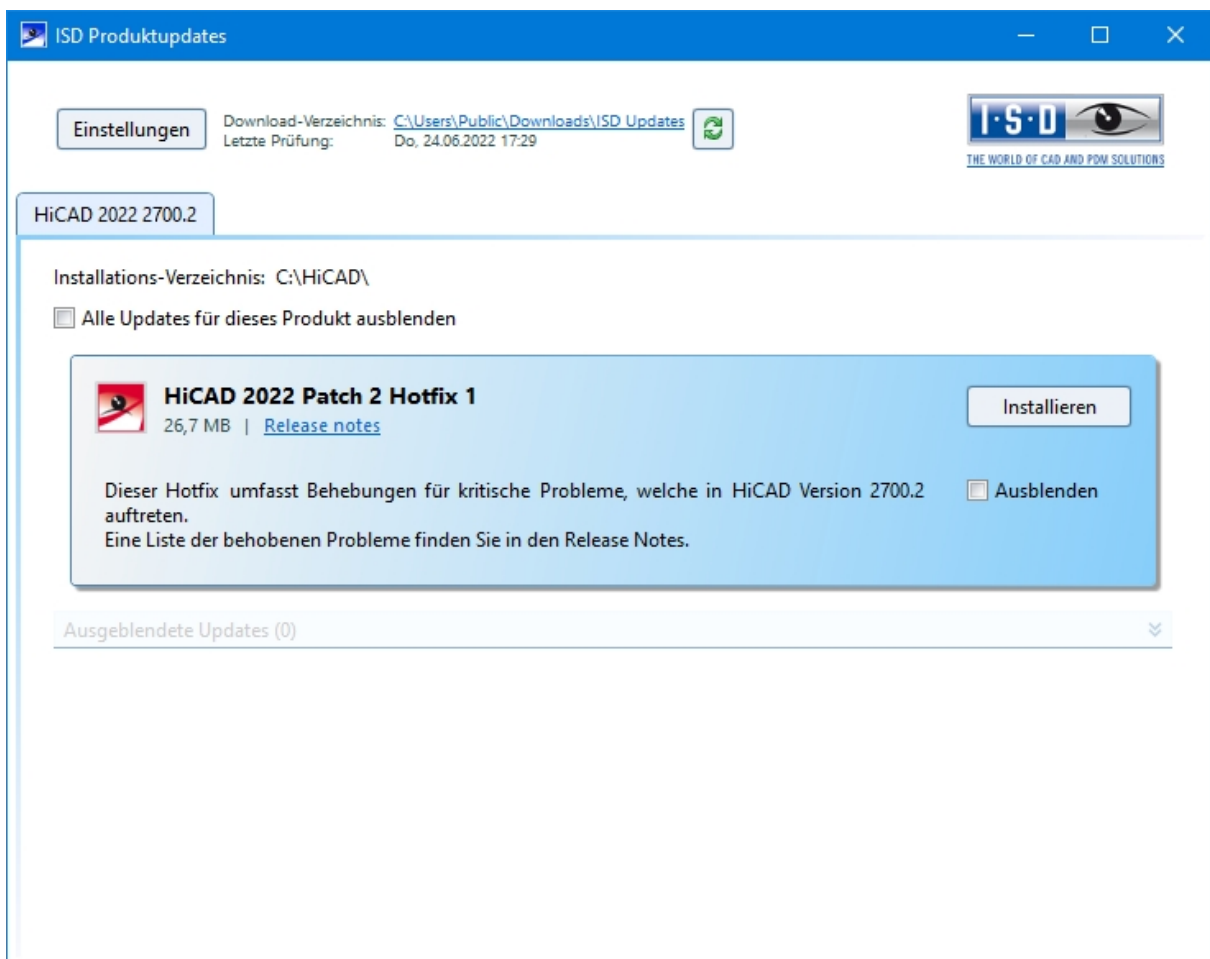 ISD Produktupdates
Einstellungen
Download-Verzeichnis: C:\Users\Public\Downloads\ISD Updates
Letzte Prüfung: Do, 24.06.2022 17:29
I·S·D
THE WORLD OF CAD AND PDM SOLUTIONS
HiCAD 2022 2700.2
Installations-Verzeichnis: C:\HiCAD\
Alle Updates für dieses Produkt ausblenden
HiCAD 2022 Patch 2 Hotfix 1
Installieren
26,7 MB | Release notes
Dieser Hotfix umfasst Behebungen für kritische Probleme, welche in HiCAD Version 2700.2
Ausblenden
auftreten.
Eine Liste der behobenen Probleme finden Sie in den Release Notes.
Ausgeblendete Updates (0)